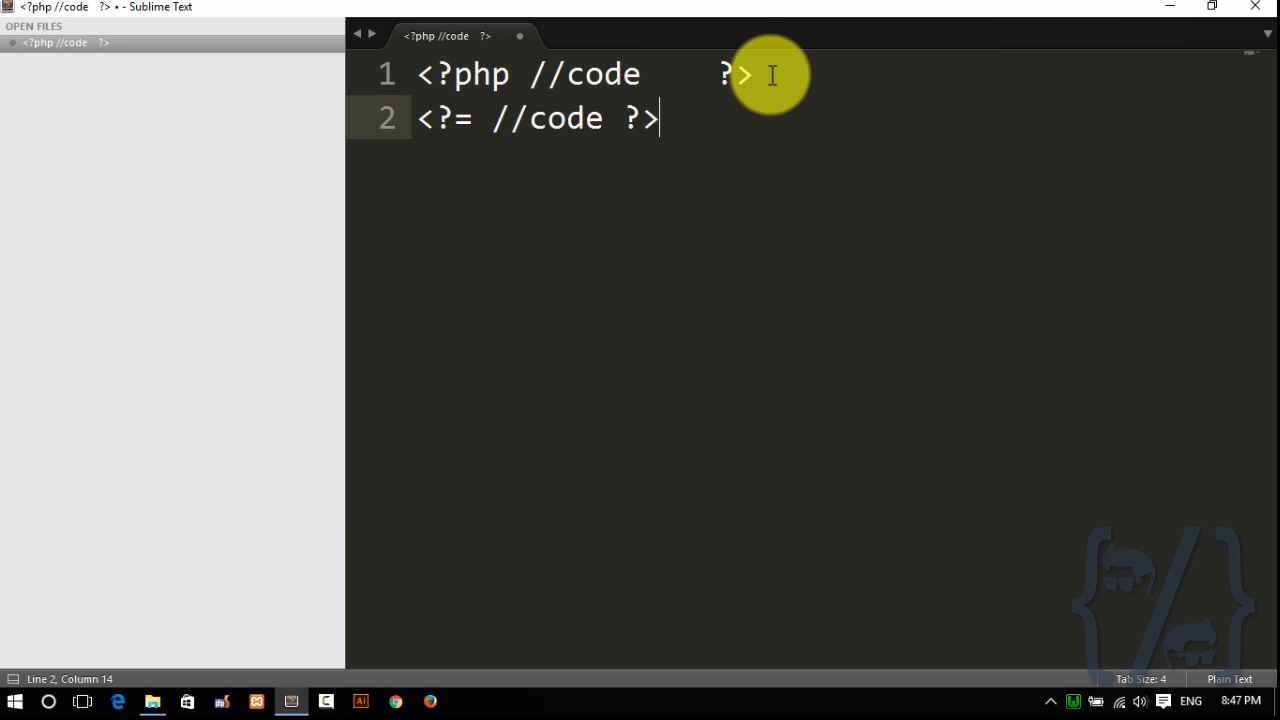 <?php //code    ?> • - Sublime Text
OPEN FILES
<?php //code    ?>
<?php //code    ?>
1 <?php //code    ?>
2 <?= //code ?>
{/}
Line 2, Column 14
Tab Size: 4
Plain Text
Ai
ENG
8:47 PM